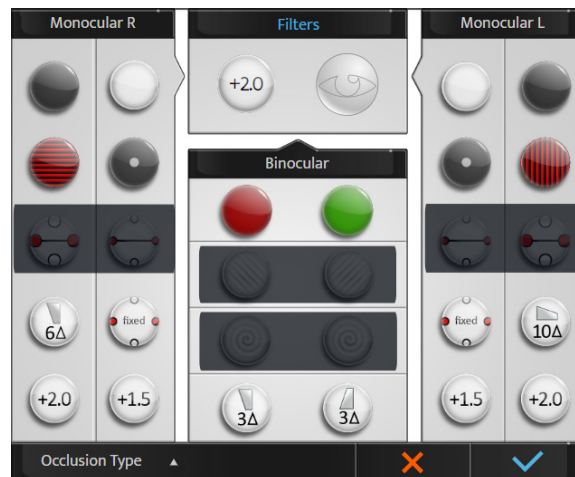 Monocular R
Filters
Monocular L
+2.0
Binocular
6Δ
fixed
fixed
10Δ
+2.0
+1.5
3Δ
3Δ
+1.5
+2.0
Occlusion Type